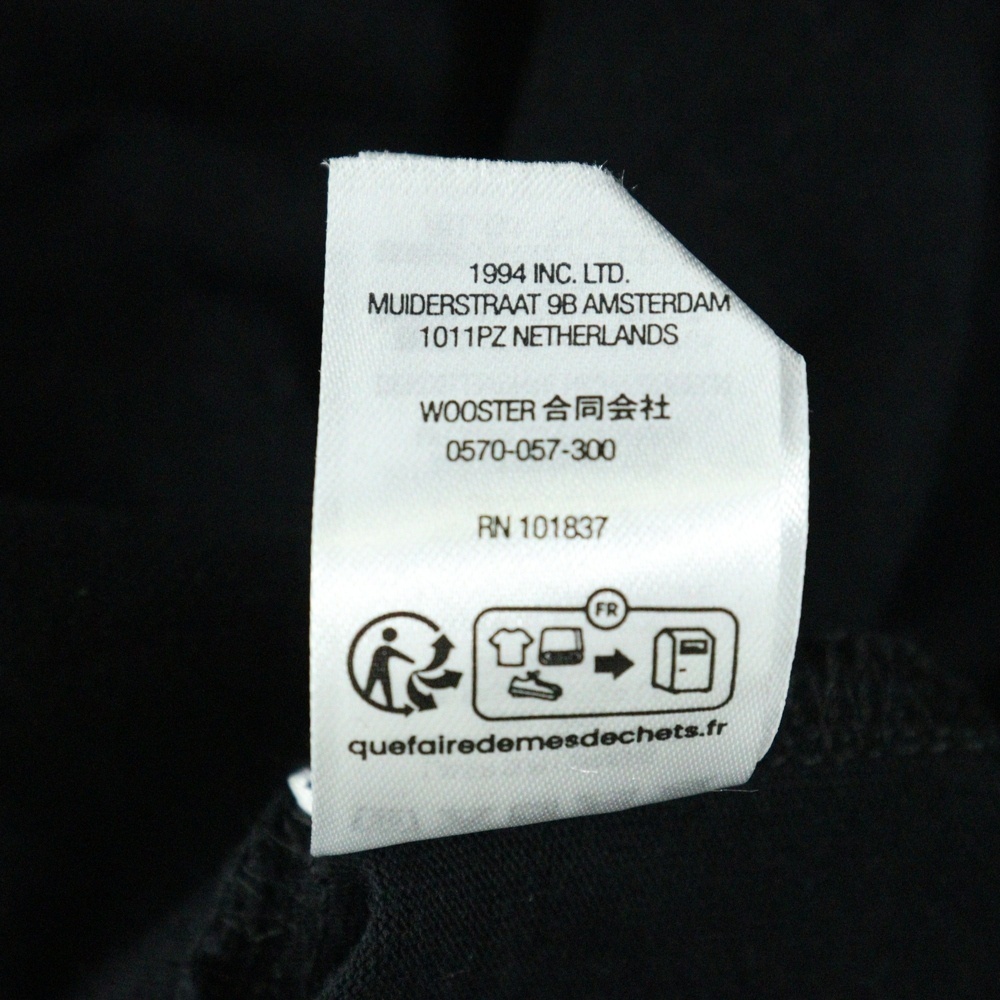 1994 INC. LTD.
MUIDERSTRAAT 9B AMSTERDAM
1011PZ NETHERLANDS
WOOSTER 合同会社
0570-057-300
RN 101837
FR
quefairedemesdechets.fr